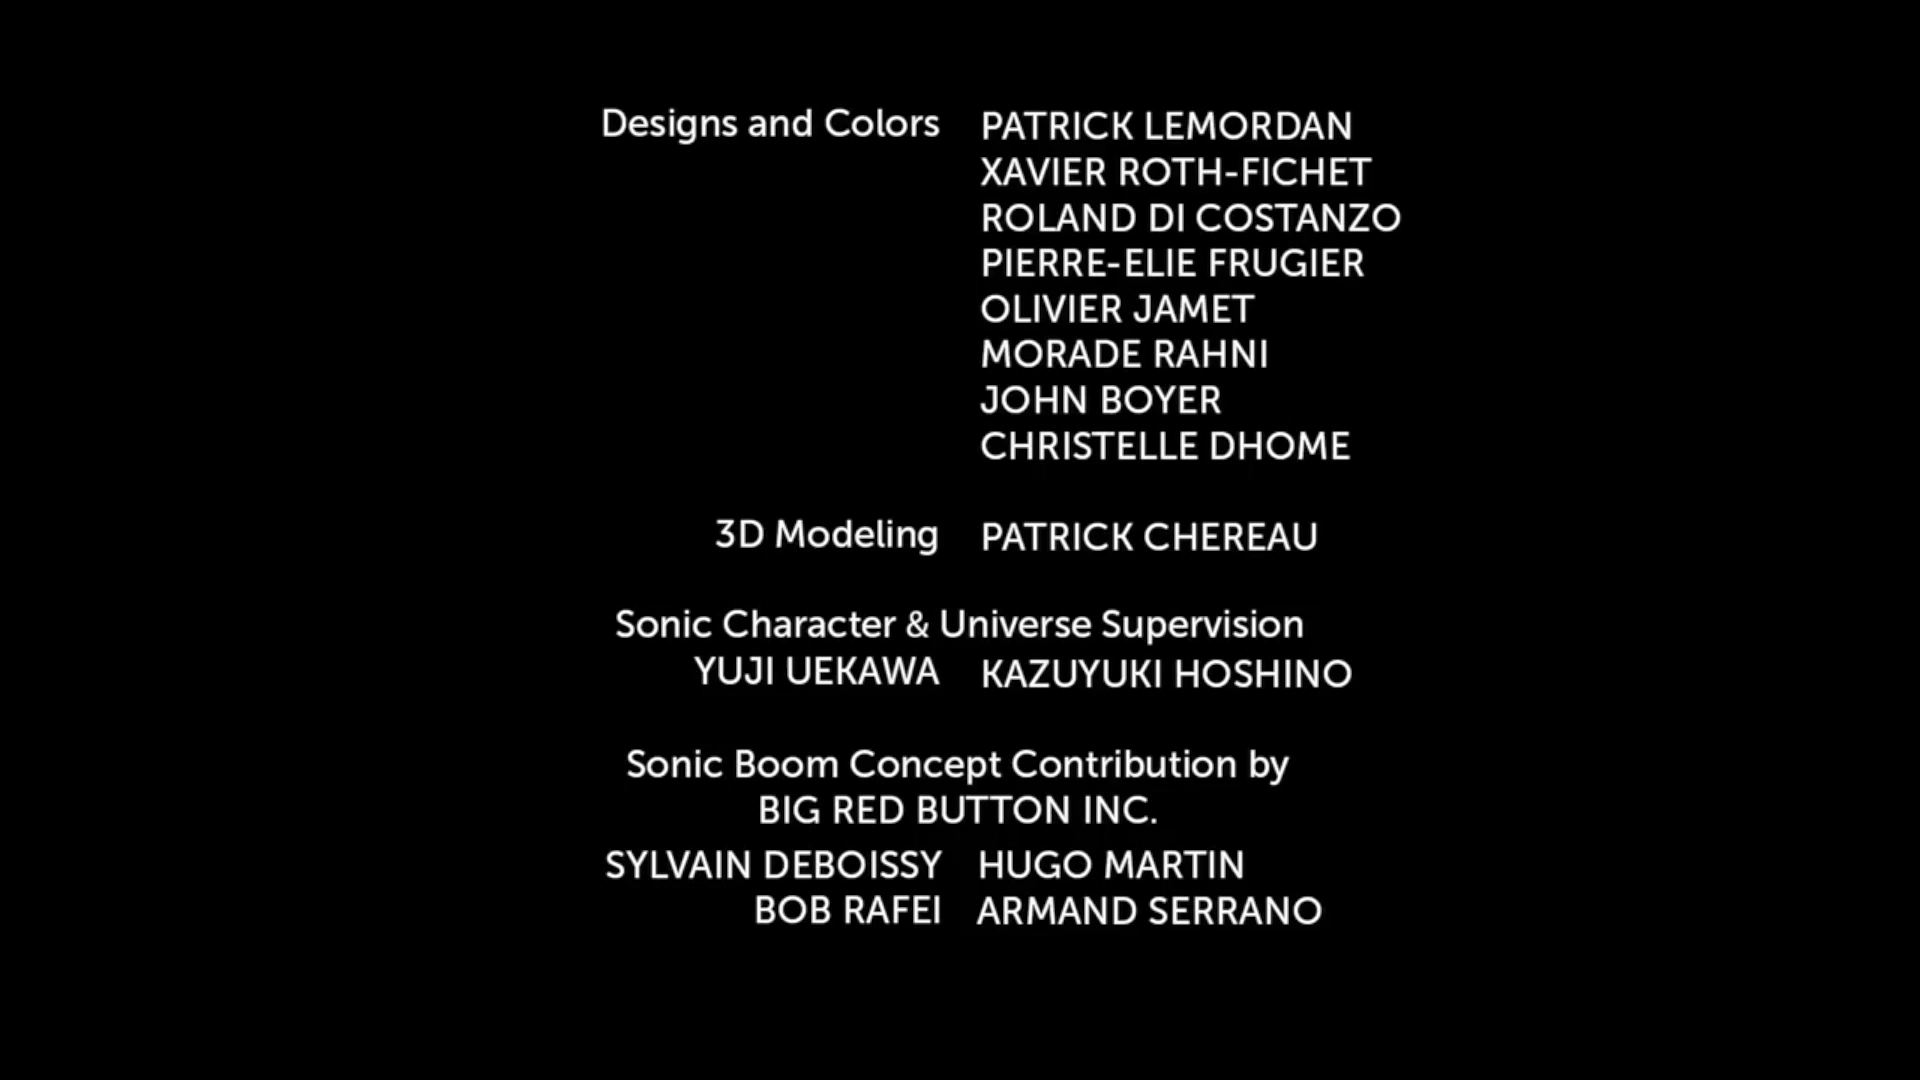 Designs and Colors PATRICK LEMORDAN
XAVIER ROTH-FICHET
ROLAND DI COSTANZO
PIERRE-ELIE FRUGIER
OLIVIER JAMET
MORADE RAHNI
JOHN BOYER
CHRISTELLE DHOME
3D Modeling PATRICK CHEREAU
Sonic Character & Universe Supervision
YUJI UEKAWA KAZUYUKI HOSHINO
Sonic Boom Concept Contribution by
BIG RED BUTTON INC.
SYLVAIN DEBOISSY HUGO MARTIN
BOB RAFEI ARMAND SERRANO